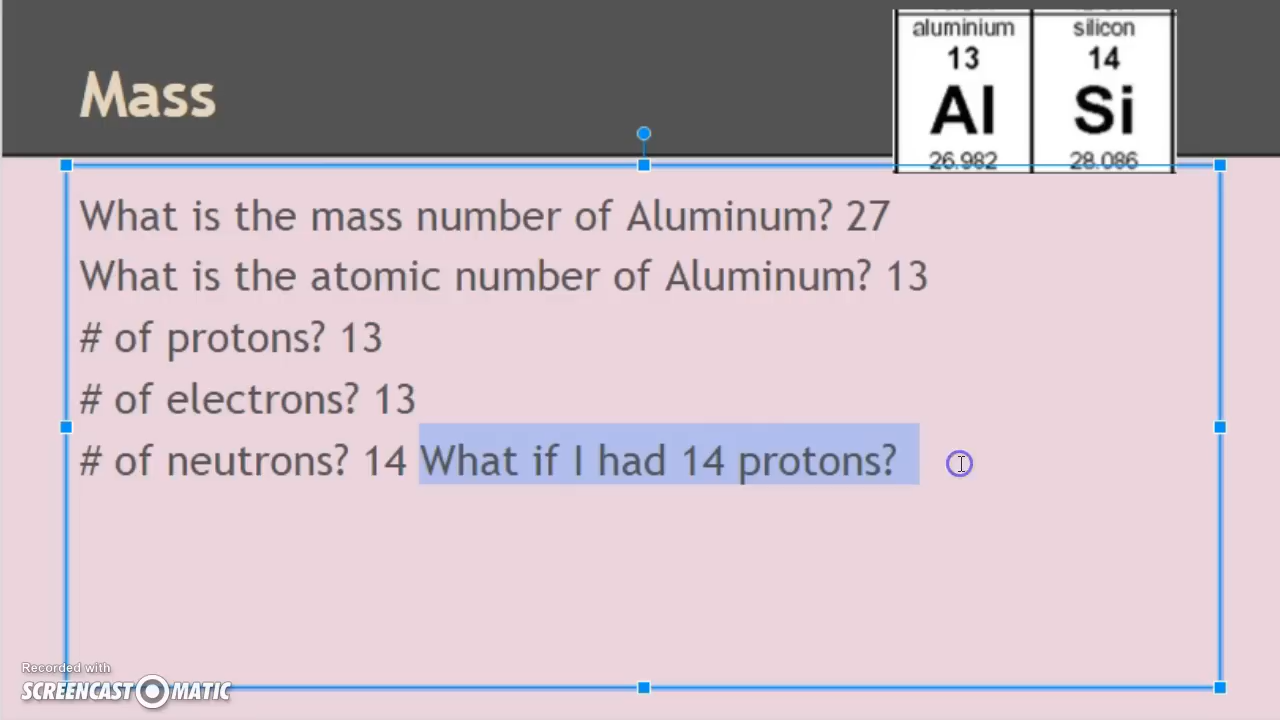 Mass
aluminium
13
Al
26.982
silicon
14
Si
28.086
What is the mass number of Aluminum? 27
What is the atomic number of Aluminum? 13
# of protons? 13
# of electrons? 13
# of neutrons? 14 What if I had 14 protons?
Recorded with
SCREENCAST MATIC